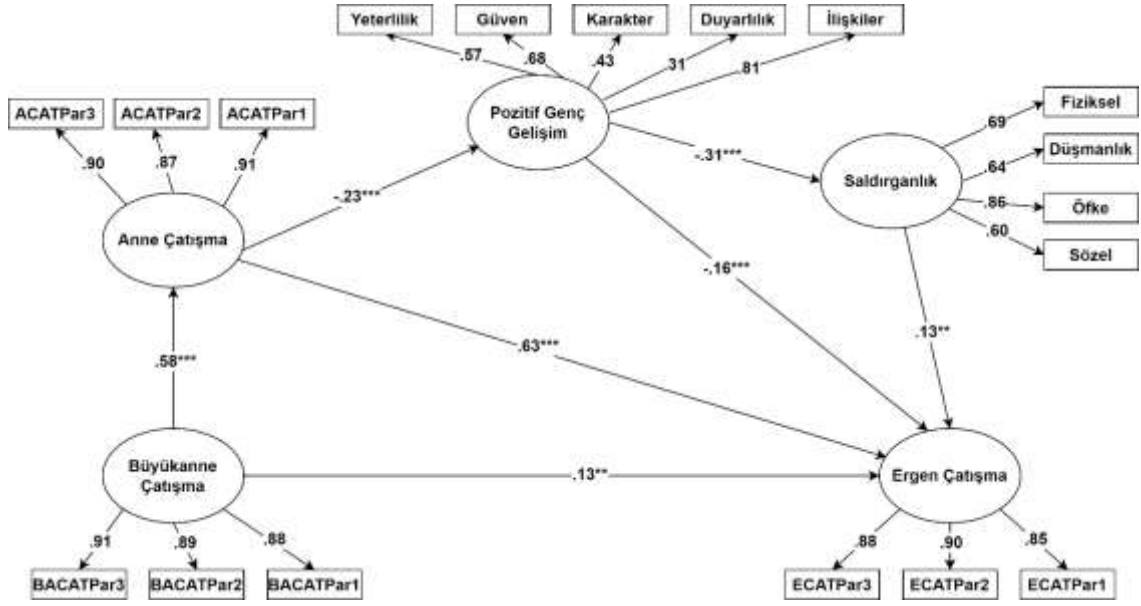 Yeterlilik
Güven
Karakter
Duyarlılık
İlişkiler
.57
.68
.43
.31
.81
ACATPar3
ACATPar2
ACATPar1
.90
.87
.91
Pozitif Genç
Gelişim
Fiziksel
Düşmanlık
Öfke
Sözel
.69
.64
.86
.60
Saldırganlık
-.31***
-.23***
Anne Çatışma
-.16***
.63***
.13**
.58***
Büyükanne
Çatışma
.13**
Ergen Çatışma
.91
.89
.88
BACATPar3
BACATPar2
BACATPar1
.88
.90
.85
ECATPar3
ECATPar2
ECATPar1